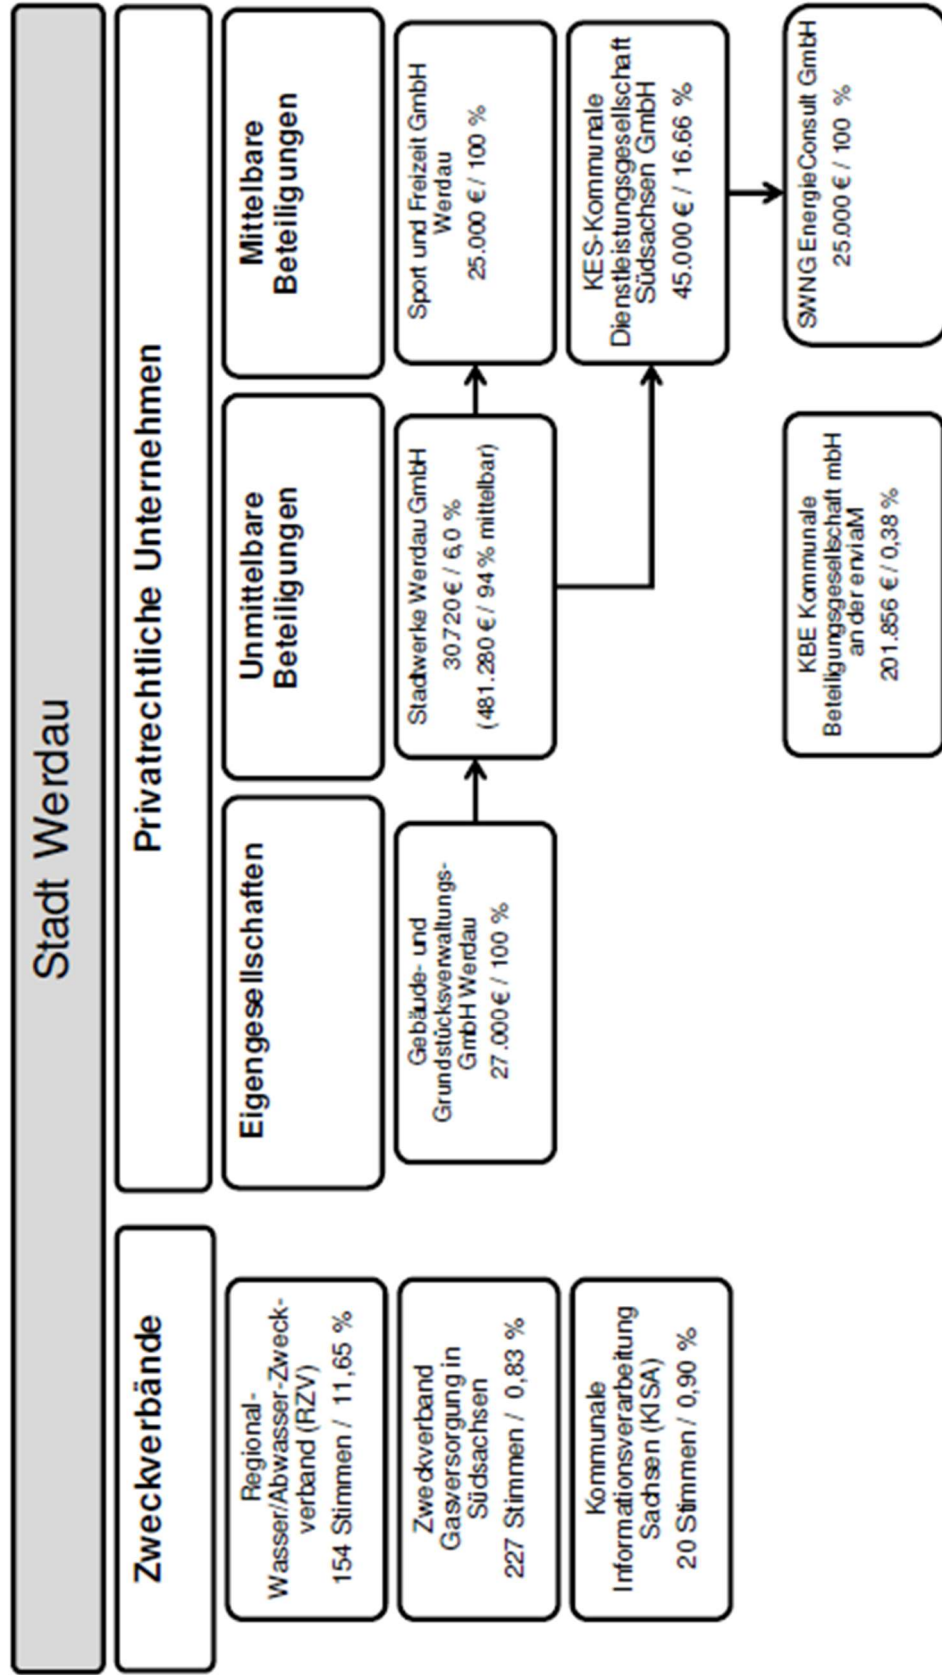 Stadt Werdau
Zweckverbände
Privatrechtliche Unternehmen
Regional-
Wasser/Abwasser-Zweck-
verband (RZV)
154 Stimmen / 11,65 %
Zweckverband
Gasversorgung in
Südsachsen
227 Stimmen / 0,83 %
Kommunale
Informationsverarbeitung
Sachsen (KISA)
20 Stimmen / 0,90 %
Eigengesellschaften
Unmittelbare
Beteiligungen
Mittelbare
Beteiligungen
Gebäude- und
Grundstücksverwaltungs-
GmbH Werdau
27.000 € / 100 %
Stadtwerke Werdau GmbH
30.720 € / 6,0 %
(481.280 € / 94 % mittelbar)
Sport und Freizeit GmbH
Werdau
25.000 € / 100 %
KES-Kommunale
Dienstleistungsgesellschaft
Südsachsen GmbH
45.000 € / 16.66 %
KBE Kommunale
Beteiligungsgesellschaft mbH
an der enviaM
201.856 € / 0,38 %
SWNG EnergieConsult GmbH
25.000 € / 100 %